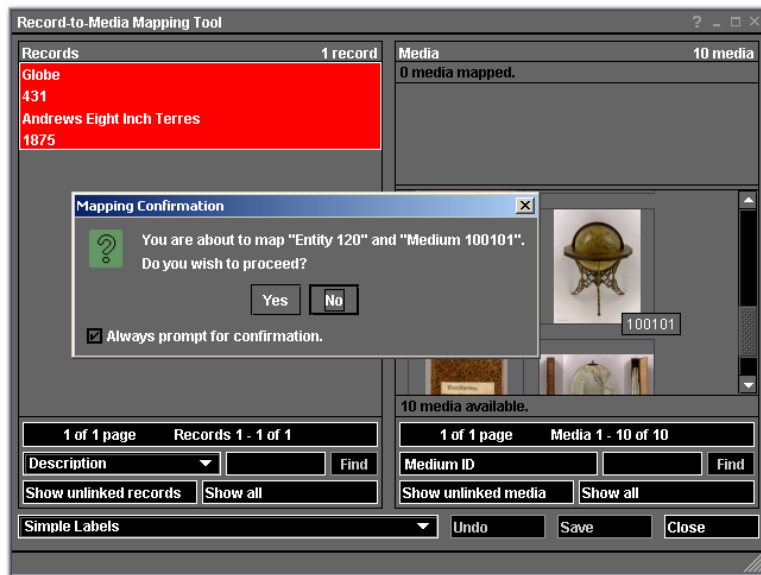 Record-to-Media Mapping Tool
Records 1 record
Globe
431
Andrews Eight Inch Terres
1875
Media 10 media
0 media mapped.
Mapping Confirmation
You are about to map "Entity 120" and "Medium 100101".
Do you wish to proceed?
Yes No
Always prompt for confirmation.
100101
10 media available.
1 of 1 page Records 1 - 1 of 1
Description Find
Show unlinked records Show all
1 of 1 page Media 1 - 10 of 10
Medium ID Find
Show unlinked media Show all
Simple Labels Undo Save Close